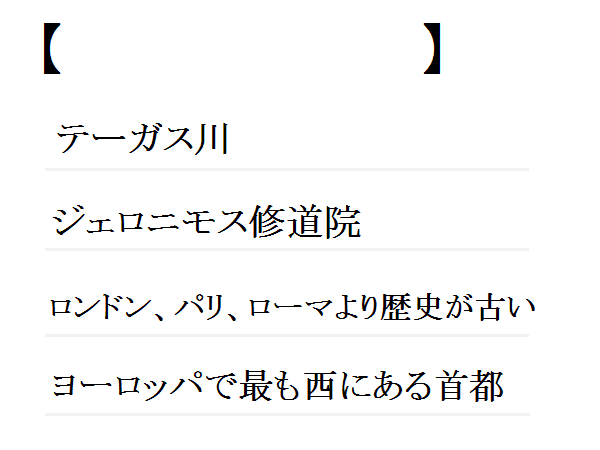 【　　　　　　　　　】
テーガス川
ジェロニモス修道院
ロンドン、パリ、ローマより歴史が古い
ヨーロッパで最も西にある首都